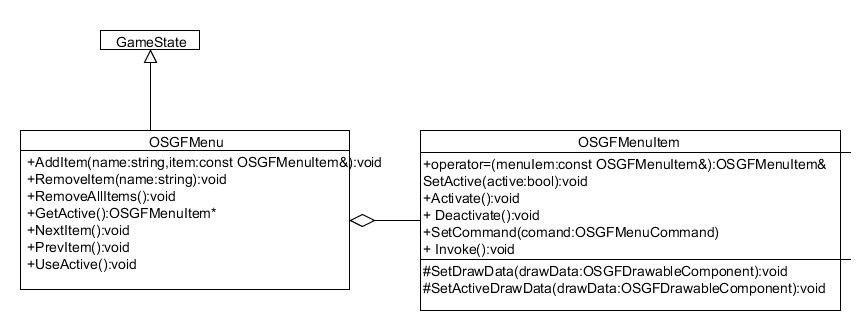 GameState
OSGFMenu
+AddItem(name:string,item:const OSGFMenuItem&):void
+RemoveItem(name:string):void
+RemoveAllItems():void
+GetActive():OSGFMenuItem*
+NextItem():void
+PrevItem():void
+UseActive():void
OSGFMenuItem
+operator=(menuIem:const OSGFMenuItem&):OSGFMenuItem&
SetActive(active:bool):void
+Activate():void
+ Deactivate():void
+SetCommand(comand:OSGFMenuCommand)
+ Invoke():void
#SetDrawData(drawData:OSGFDrawableComponent):void
#SetActiveDrawData(drawData:OSGFDrawableComponent):void